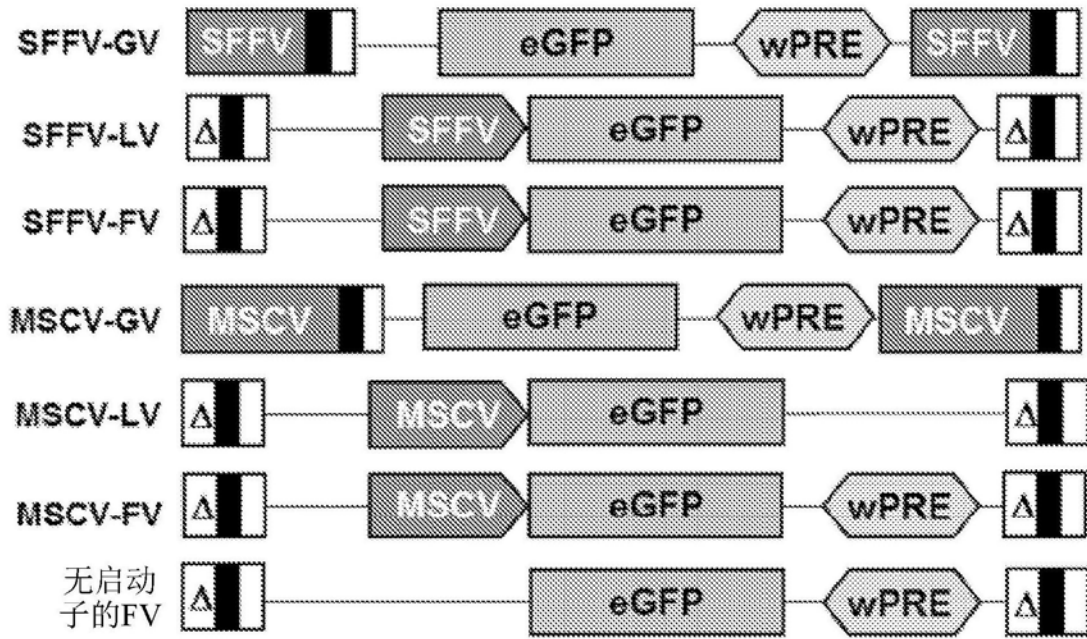 SFFV-GV SFFV eGFP wPRE SFFV
SFFV-LV Δ SFFV eGFP wPRE Δ
SFFV-FV Δ SFFV eGFP wPRE Δ
MSCV-GV MSCV eGFP wPRE MSCV
MSCV-LV Δ MSCV eGFP Δ
MSCV-FV Δ MSCV eGFP wPRE Δ
无启动
子的FV Δ eGFP wPRE Δ